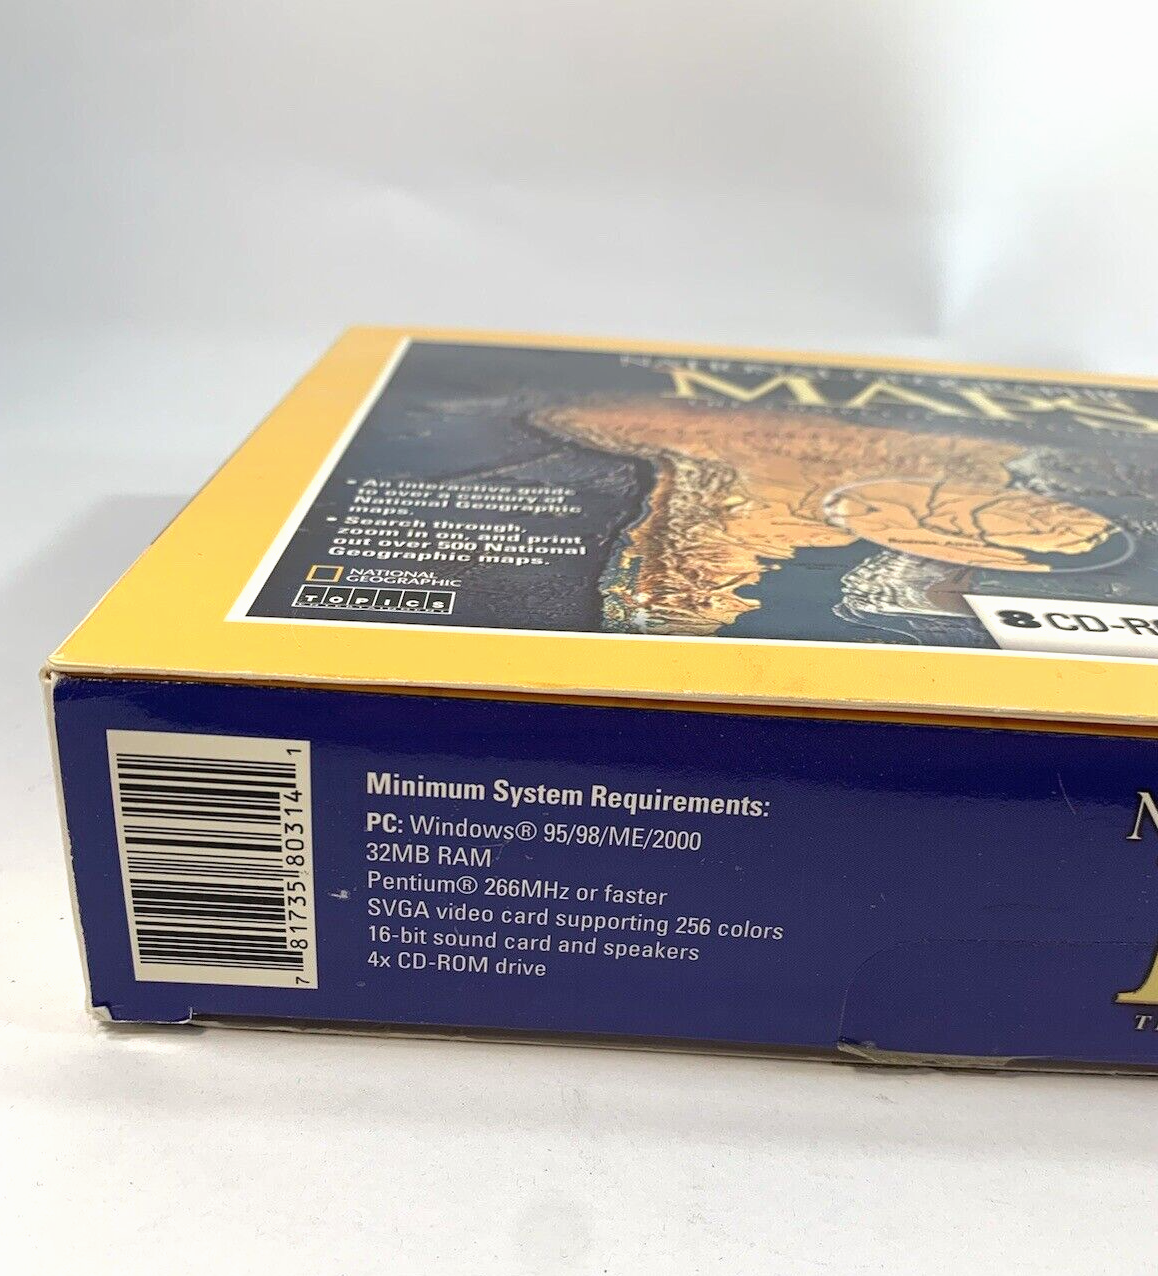 NATIONAL GEOGRAPHIC
MAPS
• An interactive guide
to over a century of
National Geographic
maps.
• Search through,
zoom in on, and print
out over 500 National
Geographic maps.
NATIONAL
GEOGRAPHIC
TOPICS
8 CD-R
Minimum System Requirements:
PC: Windows® 95/98/ME/2000
32MB RAM
Pentium® 266MHz or faster
SVGA video card supporting 256 colors
16-bit sound card and speakers
4x CD-ROM drive
7 81735 80314 1
N
T